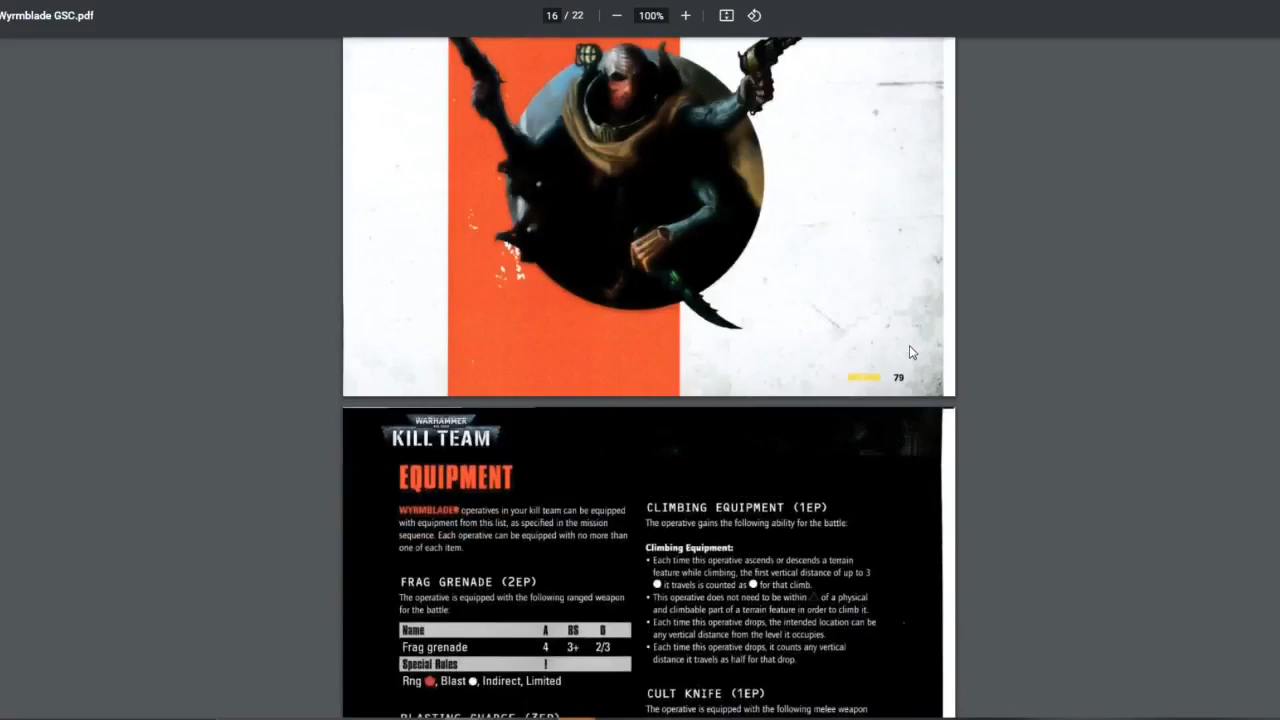 Wyrmblade GSC.pdf
16 / 22
100%
79
WARHAMMER
KILL TEAM
EQUIPMENT
WYRMBLADE operatives in your kill team can be equipped
with equipment from this list, as specified in the mission
sequence. Each operative can be equipped with no more than
one of each item.
FRAG GRENADE (2EP)
The operative is equipped with the following ranged weapon
for the battle:
Name A BS D
Frag grenade 4 3+ 2/3
Special Rules !
Rng ⬟, Blast ●, Indirect, Limited
BLASTING CHARGE (3EP)
CLIMBING EQUIPMENT (1EP)
The operative gains the following ability for the battle:
Climbing Equipment:
• Each time this operative ascends or descends a terrain
feature while climbing, the first vertical distance of up to 3
● it travels is counted as ● for that climb.
• This operative does not need to be within △ of a physical
and climbable part of a terrain feature in order to climb it.
• Each time this operative drops, the intended location can be
any vertical distance from the level it occupies.
• Each time this operative drops, it counts any vertical
distance it travels as half for that drop.
CULT KNIFE (1EP)
The operative is equipped with the following melee weapon